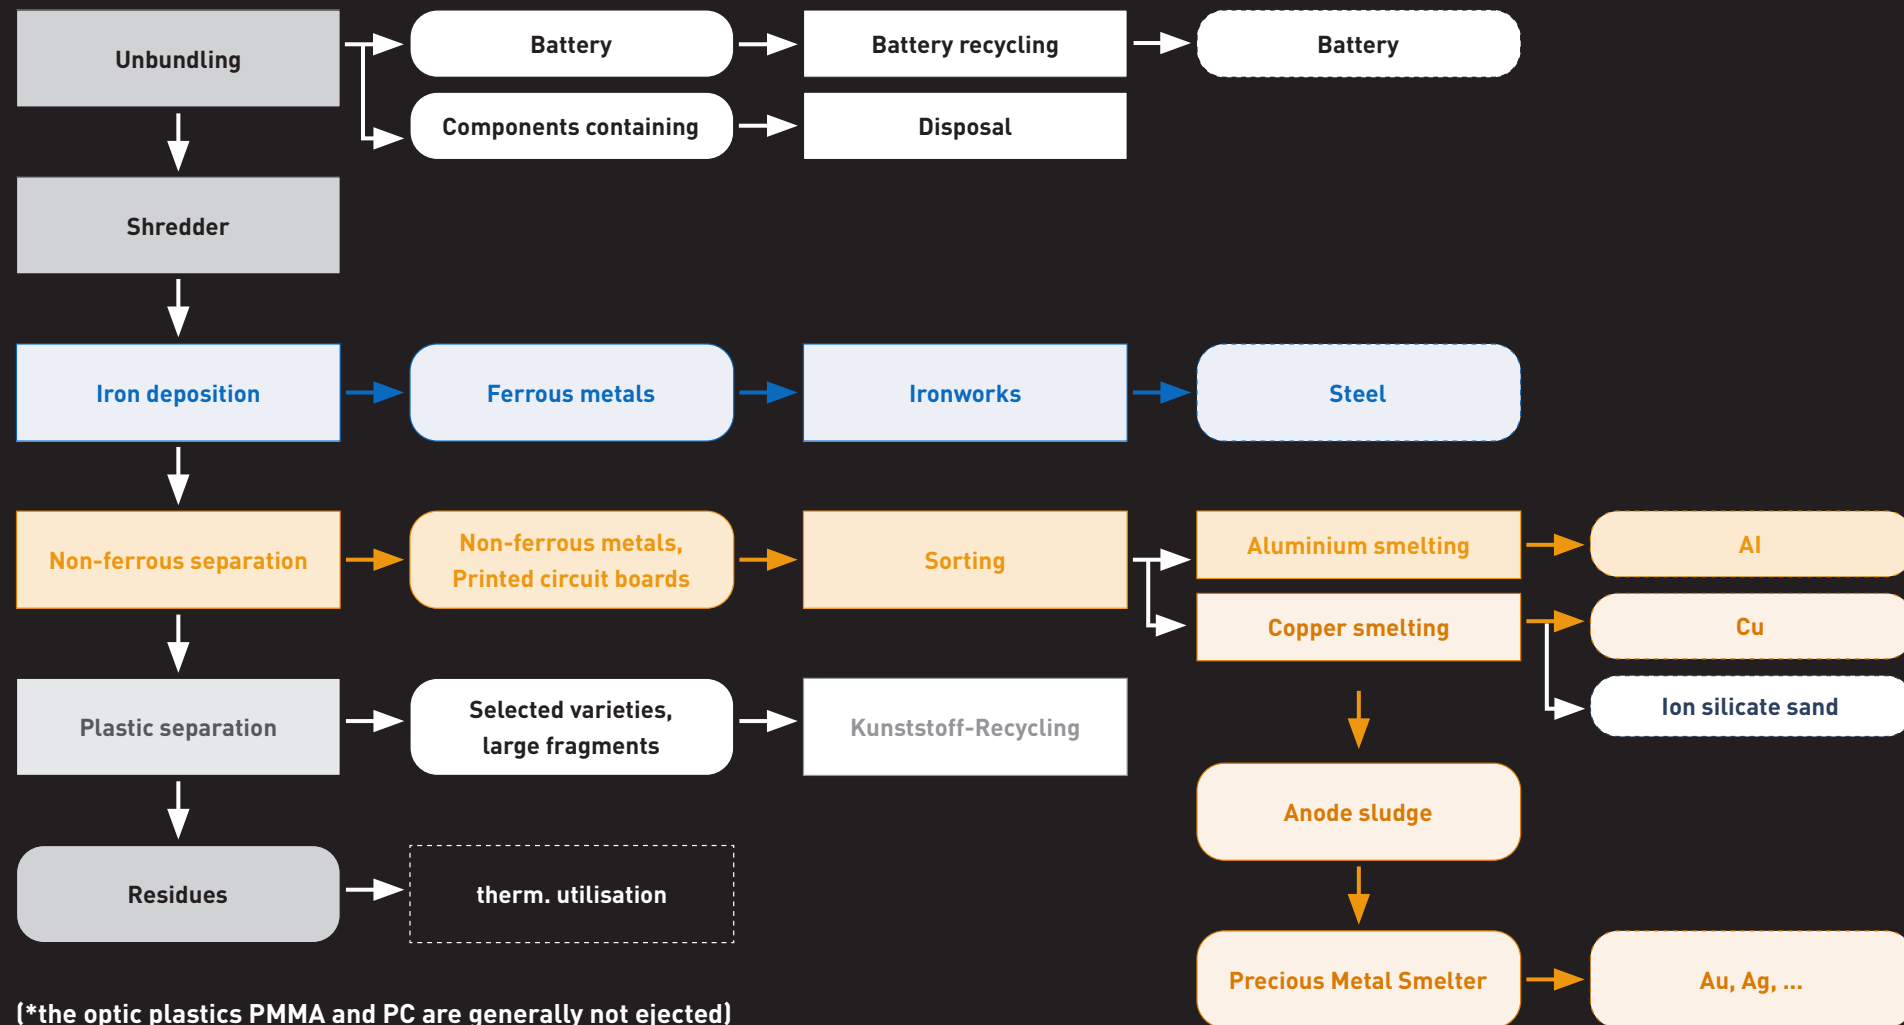 Unbundling
Battery
Battery recycling
Battery
Components containing
Disposal
Shredder
Iron deposition
Ferrous metals
Ironworks
Steel
Non-ferrous separation
Non-ferrous metals,
Printed circuit boards
Sorting
Aluminium smelting
Al
Copper smelting
Cu
Ion silicate sand
Plastic separation
Selected varieties,
large fragments
Kunststoff-Recycling
Anode sludge
Residues
therm. utilisation
Precious Metal Smelter
Au, Ag, ...
(*the optic plastics PMMA and PC are generally not ejected)